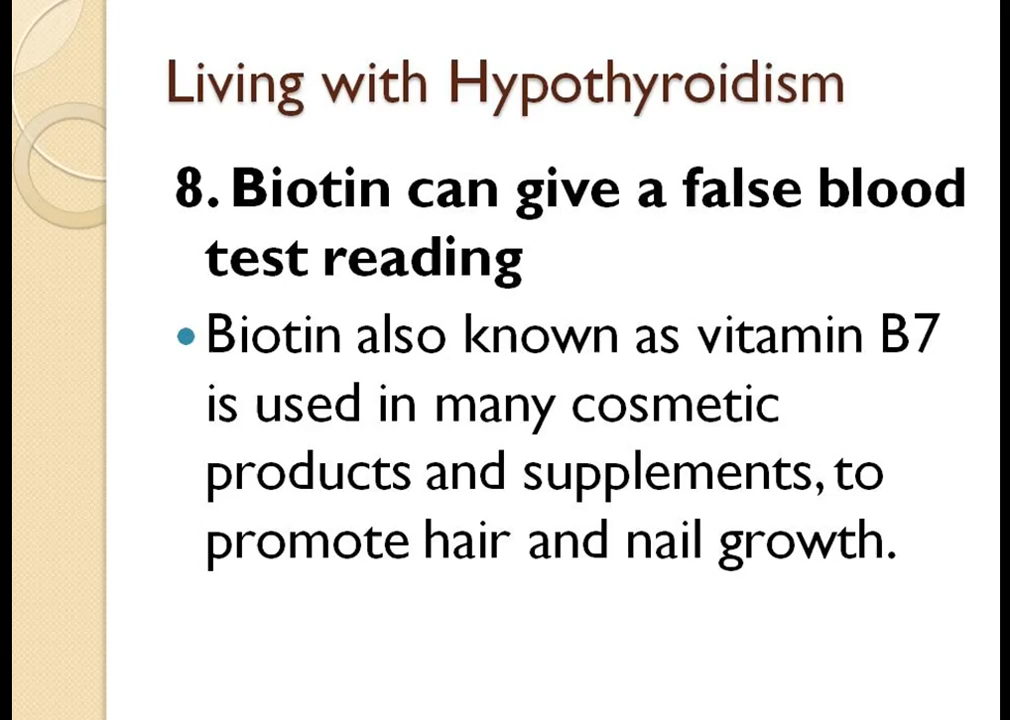 Living with Hypothyroidism
8. Biotin can give a false blood
test reading
• Biotin also known as vitamin B7
is used in many cosmetic
products and supplements, to
promote hair and nail growth.